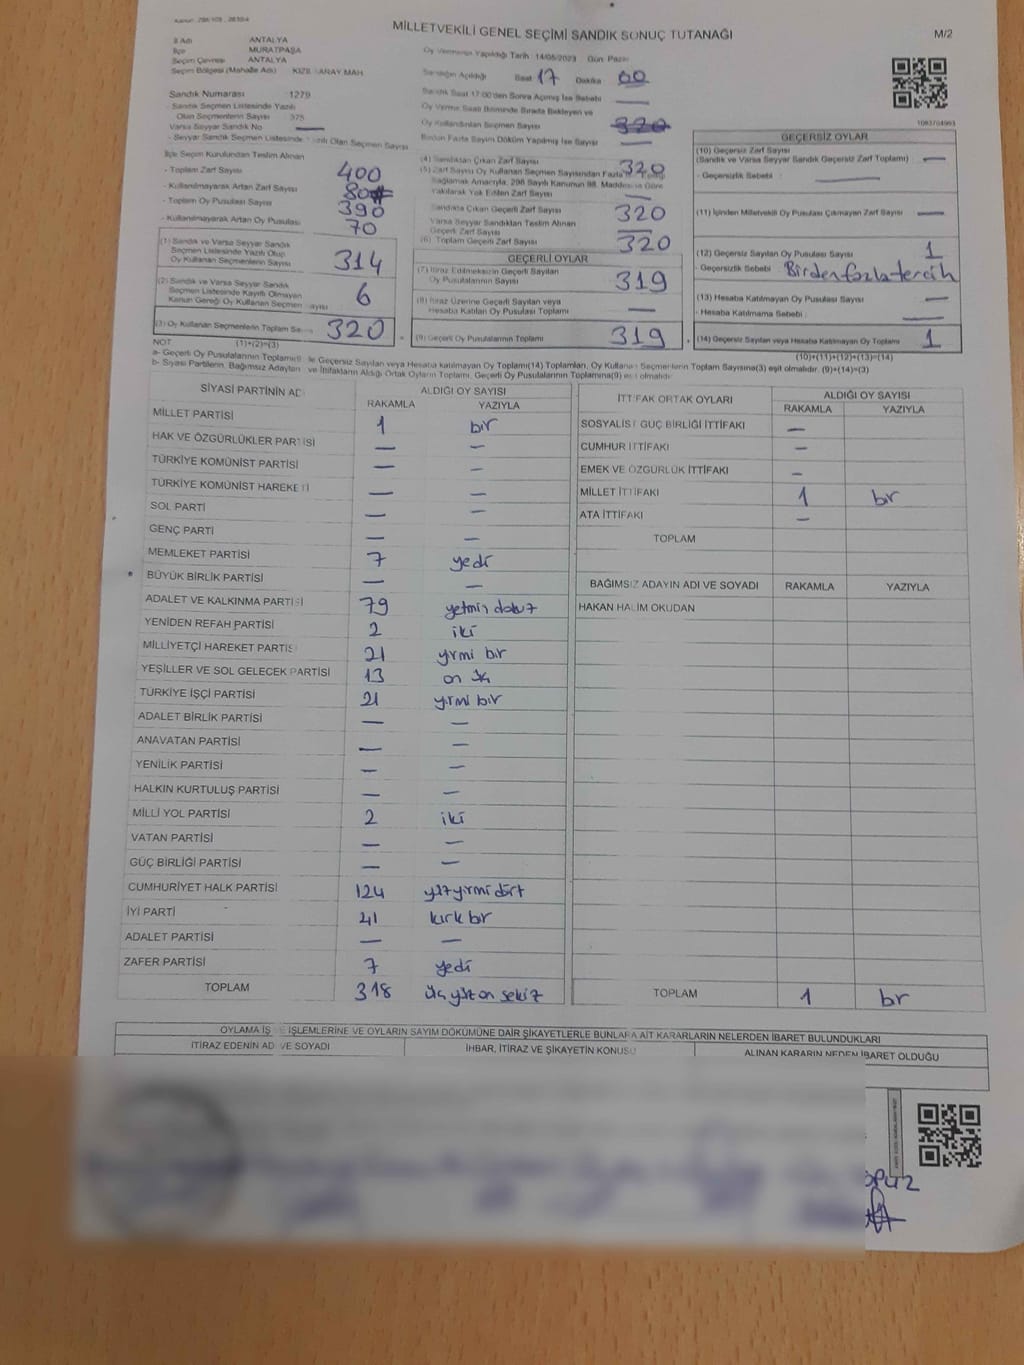 MİLLETVEKİLİ GENEL SEÇİMİ SANDIK SONUÇ TUTANAĞI
M/2
İl Adı ANTALYA
İlçe MURATPAŞA
Seçim Çevresi ANTALYA
Seçim Bölgesi (Mahalle Adı)
Sandık Numarası 1279
Sandık Seçmen Listesinde Yazılı
Olan Seçmenlerin Sayısı 375
Varsa Seyyar Sandık No —
- Seyyar Sandık Seçmen Listesinde Olan Seçmen Sayısı
İlçe Seçim Kurulundan Teslim Alınan
- Toplam Zarf Sayısı 400
- Kullanılmayarak Artan Zarf Sayısı 80
- Toplam Oy Pusulası Sayısı 390
- Kullanılmayarak Artan Oy Pusulası 70
(1) Sandık ve Varsa Seyyar Sandık
Seçmen Listesinde Yazılı Olup
Oy Kullanan Seçmenlerin Sayısı 314
(2) Sandık ve Varsa Seyyar Sandık
Seçmen Listesinde Kayıtlı Olmayan
Kanun Gereği Oy Kullanan Seçmen Sayısı 6
(3) Oy Kullanan Seçmenlerin Toplam 320
(1)+(2)=(3)
Oy Vermenin Yapıldığı Tarih 14/05/2023 Gün Pazar
Sandığın Açıldığı Saat 17 Dakika 00
Sandık Saat 17:00'den Sonra Açılmış İse Sebebi —
Oy Verme Saati Bitiminde Sırada Bekleyen ve
Oy Kullandırılan Seçmen Sayısı 320
Birden Fazla Sayım Döküm Yapılmış İse Sayısı —
(4) Sandıktan Çıkan Zarf Sayısı 320
(5) Zarf Sayısı Oy Kullanan Seçmen Sayısından Fazla
Sağlamak Amacıyla, 298 Sayılı Kanunun 98. Maddesine Göre
Yakılarak Yok Edilen Zarf Sayısı —
Sandıkta Çıkan Geçerli Zarf Sayısı 320
Varsa Seyyar Sandıktan Teslim Alınan
Geçerli Zarf Sayısı —
(6) Toplam Geçerli Zarf Sayısı 320
GEÇERLİ OYLAR
(7) İtiraz Edilmeksizin Geçerli Sayılan
Oy Pusulalarının Sayısı 319
(8) İtiraz Üzerine Geçerli Sayılan veya
Hesaba Katılan Oy Pusulası Toplamı —
(9) Geçerli Oy Pusulalarının Toplamı 319
GEÇERSİZ OYLAR
(10) Geçersiz Zarf Sayısı
(Sandık ve Varsa Seyyar Sandık Geçersiz Zarf Toplamı) —
- Geçersizlik Sebebi : —
(11) İçinden Milletvekili Oy Pusulası Çıkmayan Zarf Sayısı —
(12) Geçersiz Sayılan Oy Pusulası Sayısı 1
- Geçersizlik Sebebi : Birden fazla tercih
(13) Hesaba Katılmayan Oy Pusulası Sayısı —
- Hesaba Katılmama Sebebi : —
(14) Geçersiz Sayılan veya Hesaba Katılmayan Oy Toplamı 1
(10)+(11)+(12)+(13)=(14)
NOT
a- Geçerli Oy Pusulalarının Toplamı ile Geçersiz Sayılan veya Hesaba Katılmayan Oy Toplamı(14) Toplamları, Oy Kullanan Seçmenlerin Toplam Sayısına(3) eşit olmalıdır. (9)+(14)=(3)
b- Siyasi Partilerin, Bağımsız Adayların ve İttifakların Aldığı Ortak Oyların Toplamı, Geçerli Oy Pusulalarının Toplamına(9) eşit olmalıdır
SİYASİ PARTİNİN ADI ALDIĞI OY SAYISI
RAKAMLA YAZIYLA
MİLLET PARTİSİ 1 bir
HAK VE ÖZGÜRLÜKLER PARTİSİ — —
TÜRKİYE KOMÜNİST PARTİSİ — —
TÜRKİYE KOMÜNİST HAREKETİ — —
SOL PARTİ — —
GENÇ PARTİ — —
MEMLEKET PARTİSİ 7 yedi
BÜYÜK BİRLİK PARTİSİ — —
ADALET VE KALKINMA PARTİSİ 79 yetmiş dokuz
YENİDEN REFAH PARTİSİ 2 iki
MİLLİYETÇİ HAREKET PARTİSİ 21 yirmi bir
YEŞİLLER VE SOL GELECEK PARTİSİ 13 on üç
TÜRKİYE İŞÇİ PARTİSİ 21 yirmi bir
ADALET BİRLİK PARTİSİ — —
ANAVATAN PARTİSİ — —
YENİLİK PARTİSİ — —
HALKIN KURTULUŞ PARTİSİ — —
MİLLİ YOL PARTİSİ 2 iki
VATAN PARTİSİ — —
GÜÇ BİRLİĞİ PARTİSİ — —
CUMHURİYET HALK PARTİSİ 124 yüzyirmi dört
İYİ PARTİ 41 kırk bir
ADALET PARTİSİ — —
ZAFER PARTİSİ 7 yedi
TOPLAM 318 üçyüz on sekiz
İTTİFAK ORTAK OYLARI ALDIĞI OY SAYISI
RAKAMLA YAZIYLA
SOSYALİST GÜÇ BİRLİĞİ İTTİFAKI —
CUMHUR İTTİFAKI —
EMEK VE ÖZGÜRLÜK İTTİFAKI —
MİLLET İTTİFAKI 1 bir
ATA İTTİFAKI —
TOPLAM
BAĞIMSIZ ADAYIN ADI VE SOYADI RAKAMLA YAZIYLA
HAKAN HALİM OKUDAN
TOPLAM 1 bir
OYLAMA İŞ VE İŞLEMLERİNE VE OYLARIN SAYIM DÖKÜMÜNE DAİR ŞİKAYETLERLE BUNLARA AİT KARARLARIN NELERDEN İBARET BULUNDUKLARI
İTİRAZ EDENİN ADI VE SOYADI
İHBAR, İTİRAZ VE ŞİKAYETİN KONUSU
ALINAN KARARIN NEDEN İBARET OLDUĞU